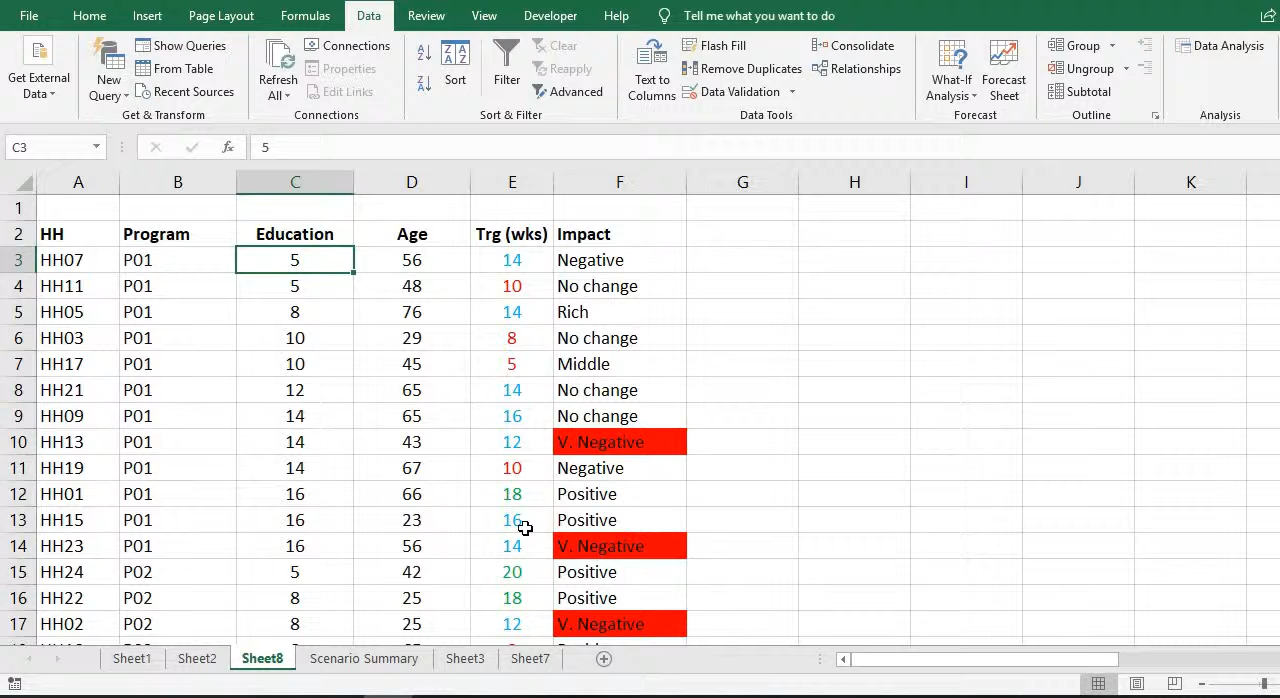 File Home Insert Page Layout Formulas Data Review View Developer Help Tell me what you want to do
Get External Data
New Query
Show Queries
From Table
Recent Sources
Get & Transform
Refresh All
Connections
Properties
Edit Links
Connections
Sort
Filter
Clear
Reapply
Advanced
Sort & Filter
Text to Columns
Flash Fill
Remove Duplicates
Data Validation
Consolidate
Relationships
Data Tools
What-If Analysis
Forecast Sheet
Forecast
Group
Ungroup
Subtotal
Outline
Data Analysis
Analysis
C3 fx 5
A B C D E F G H I J K
1
2 HH Program Education Age Trg (wks) Impact
3 HH07 P01 5 56 14 Negative
4 HH11 P01 5 48 10 No change
5 HH05 P01 8 76 14 Rich
6 HH03 P01 10 29 8 No change
7 HH17 P01 10 45 5 Middle
8 HH21 P01 12 65 14 No change
9 HH09 P01 14 65 16 No change
10 HH13 P01 14 43 12 V. Negative
11 HH19 P01 14 67 10 Negative
12 HH01 P01 16 66 18 Positive
13 HH15 P01 16 23 16 Positive
14 HH23 P01 16 56 14 V. Negative
15 HH24 P02 5 42 20 Positive
16 HH22 P02 8 25 18 Positive
17 HH02 P02 8 25 12 V. Negative
Sheet1 Sheet2 Sheet8 Scenario Summary Sheet3 Sheet7